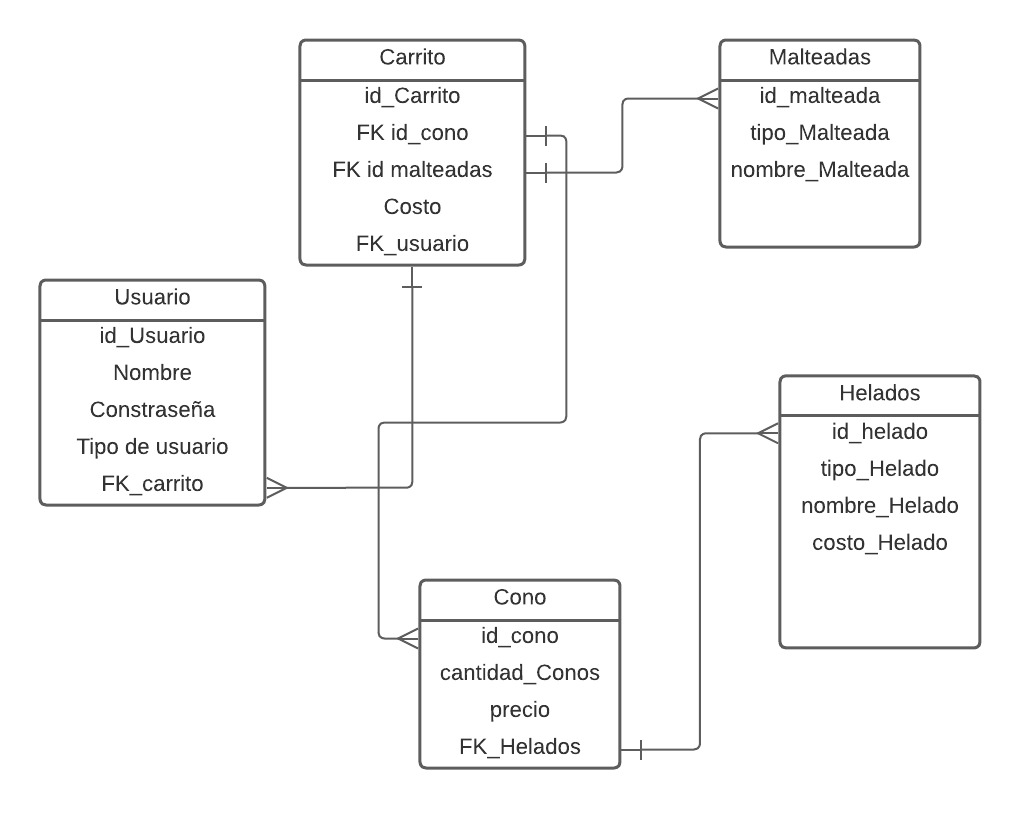 Carrito
id_Carrito
FK id_cono
FK id malteadas
Costo
FK_usuario
Malteadas
id_malteada
tipo_Malteada
nombre_Malteada
Usuario
id_Usuario
Nombre
Constraseña
Tipo de usuario
FK_carrito
Helados
id_helado
tipo_Helado
nombre_Helado
costo_Helado
Cono
id_cono
cantidad_Conos
precio
FK_Helados